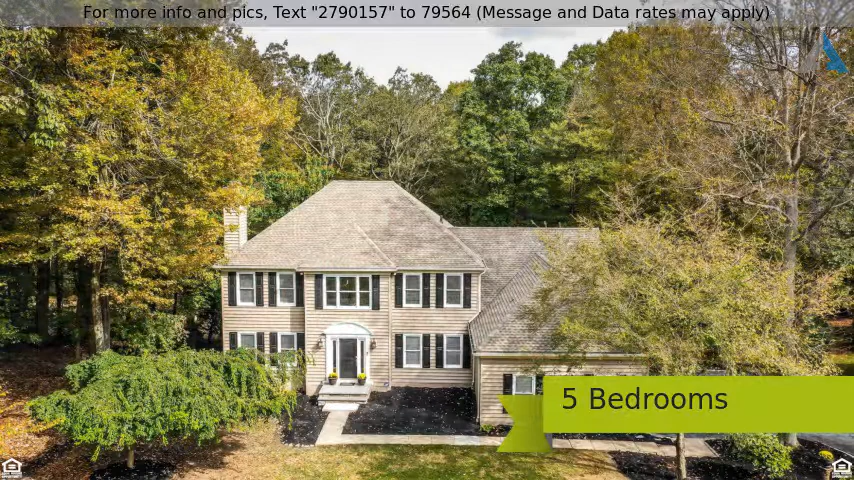 For more info and pics, Text "2790157" to 79564 (Message and Data rates may apply)
5 Bedrooms